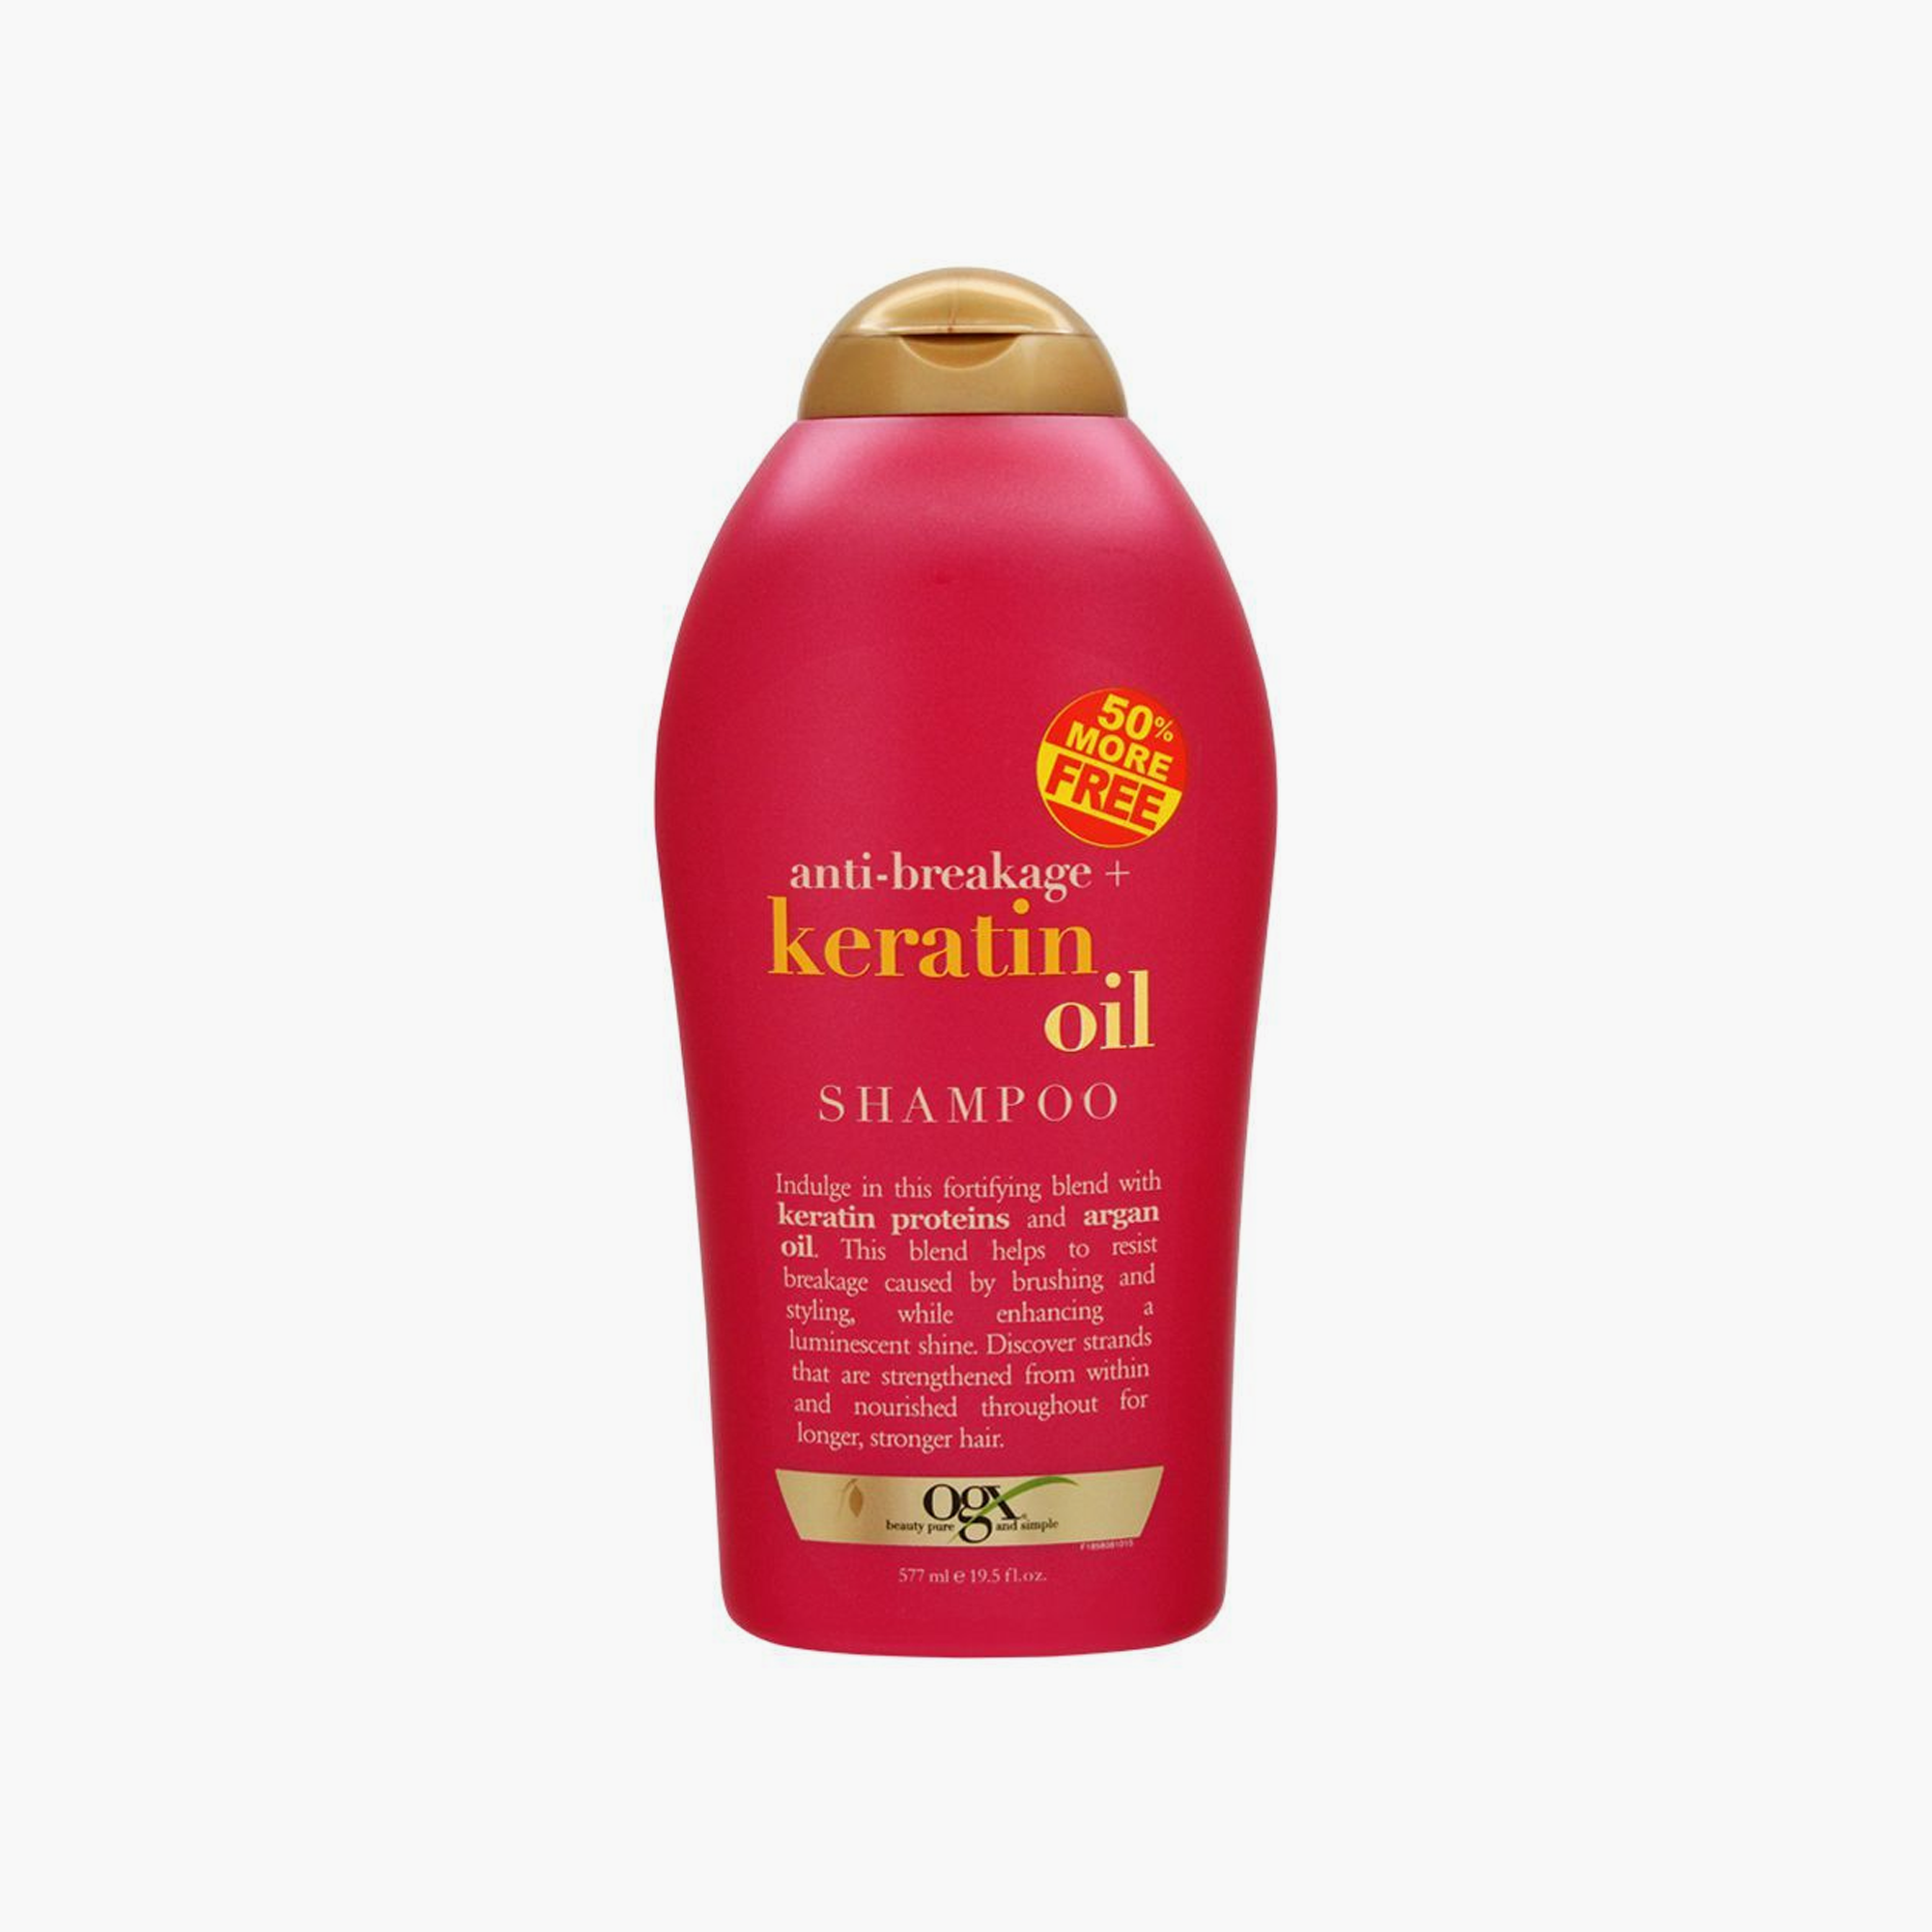 50%
MORE
FREE
anti-breakage +
keratin
oil
SHAMPOO
Indulge in this fortifying blend with
keratin proteins and argan
oil. This blend helps to resist
breakage caused by brushing and
styling, while enhancing a
luminescent shine. Discover strands
that are strengthened from within
and nourished throughout for
longer, stronger hair.
ogx®
beauty pure and simple
577 ml e 19.5 fl.oz.